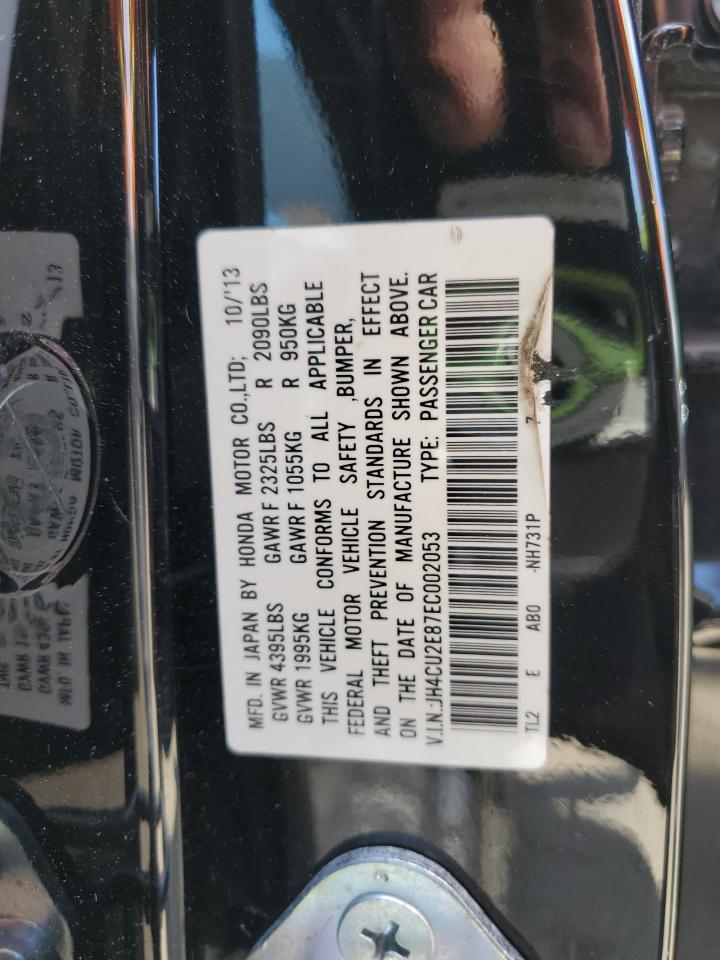 MFD. IN JAPAN BY HONDA MOTOR CO.,LTD; 10/'13
GVWR 4395LBS GAWR F 2325LBS R 2090LBS
GVWR 1995KG GAWR F 1055KG R 950KG
THIS VEHICLE CONFORMS TO ALL APPLICABLE
FEDERAL MOTOR VEHICLE SAFETY ,BUMPER,
AND THEFT PREVENTION STANDARDS IN EFFECT
ON THE DATE OF MANUFACTURE SHOWN ABOVE.
V.I.N.:JH4CU2E87EC002053 TYPE: PASSENGER CAR
TL2 E AB0 -NH731P 7